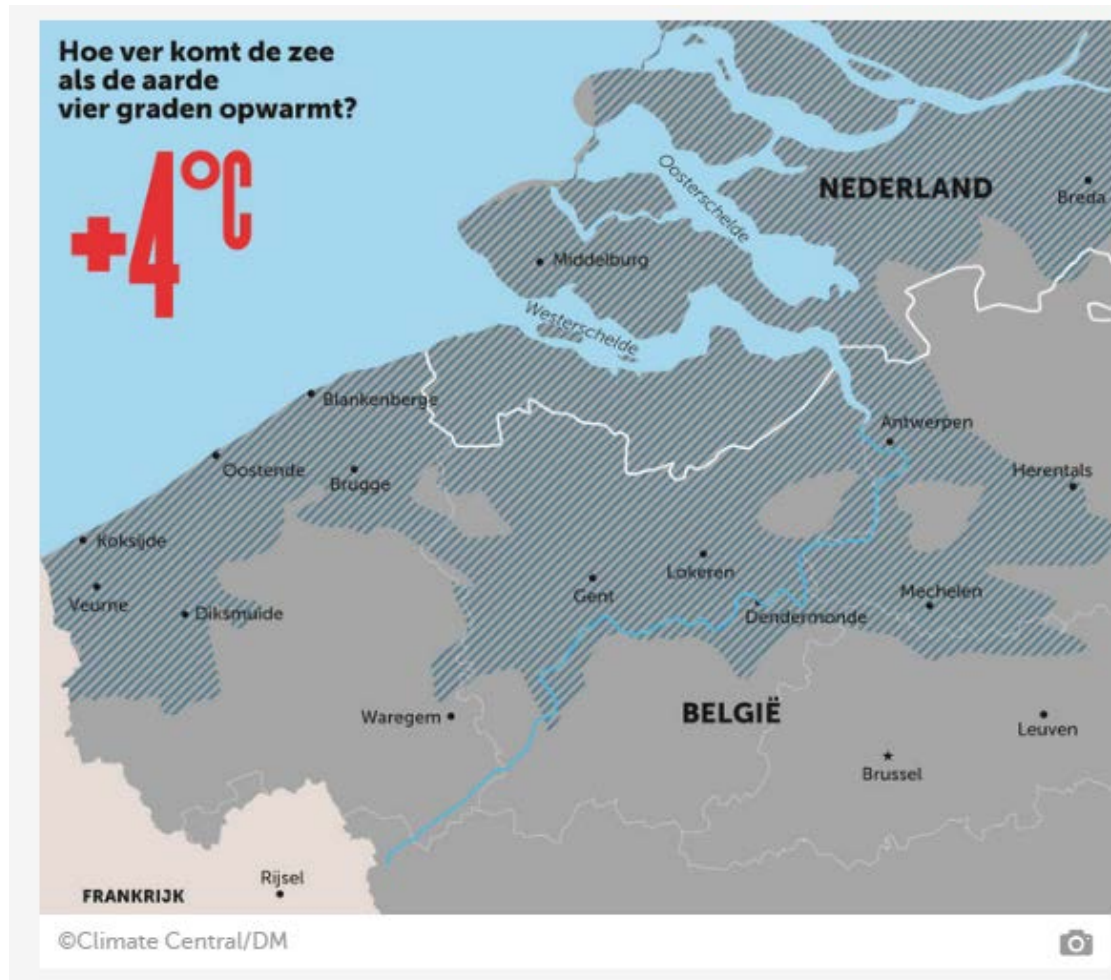 Hoe ver komt de zee
als de aarde
vier graden opwarmt?
+4°C
Oosterschelde
NEDERLAND
Breda
Middelburg
Westerschelde
Blankenberge
Antwerpen
Oostende
Brugge
Herentals
Koksijde
Lokeren
Veurne
Gent
Mechelen
Diksmuide
Dendermonde
Waregem
BELGIË
Leuven
Brussel
Rijsel
FRANKRIJK
©Climate Central/DM